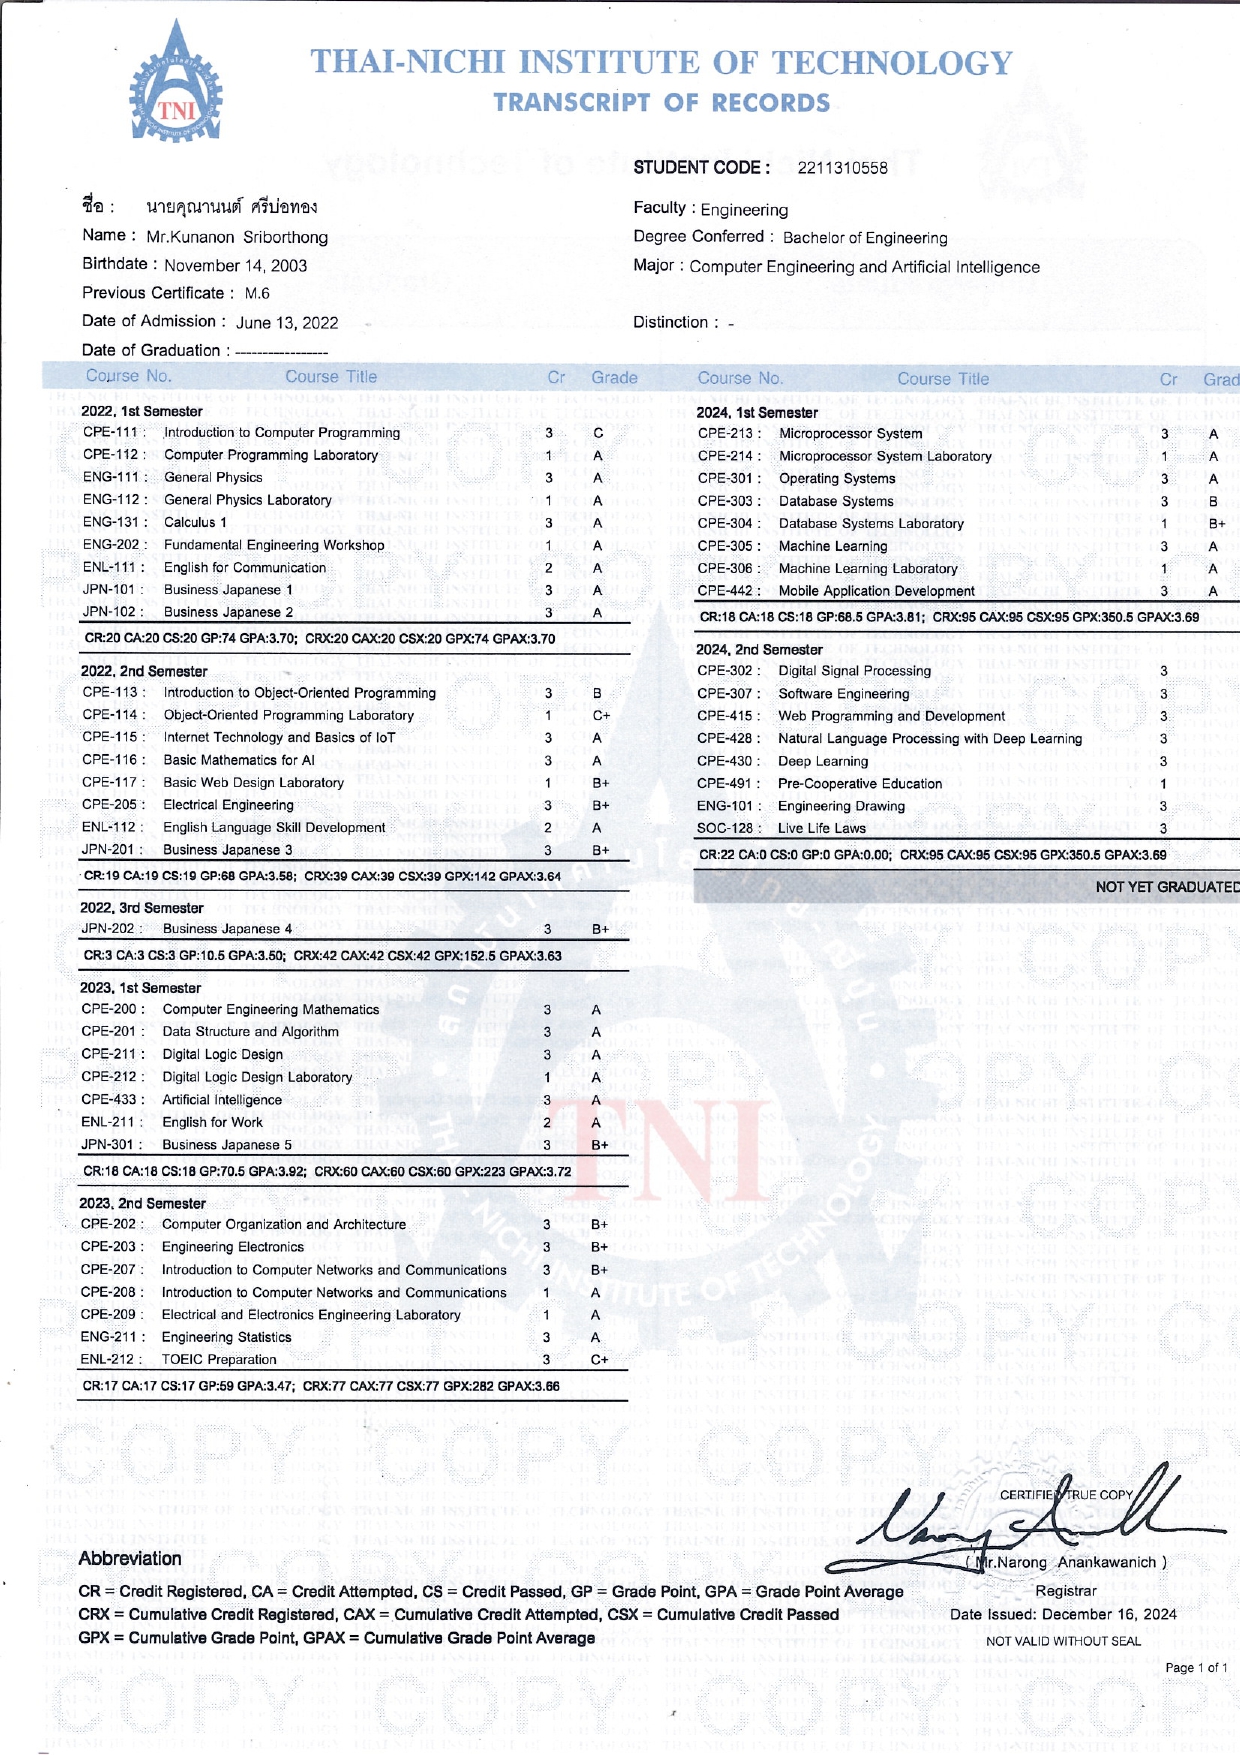 THAI-NICHI INSTITUTE OF TECHNOLOGY
TRANSCRIPT OF RECORDS
TNI
STUDENT CODE : 2211310558
ชื่อ : นายคุณานนต์ ศรีบ่อทอง
Name : Mr.Kunanon Sriborthong
Birthdate : November 14, 2003
Previous Certificate : M.6
Date of Admission : June 13, 2022
Date of Graduation : -----------------
Faculty : Engineering
Degree Conferred : Bachelor of Engineering
Major : Computer Engineering and Artificial Intelligence
Distinction : -
Course No. Course Title Cr Grade
2022, 1st Semester
CPE-111 : Introduction to Computer Programming 3 C
CPE-112 : Computer Programming Laboratory 1 A
ENG-111 : General Physics 3 A
ENG-112 : General Physics Laboratory 1 A
ENG-131 : Calculus 1 3 A
ENG-202 : Fundamental Engineering Workshop 1 A
ENL-111 : English for Communication 2 A
JPN-101 : Business Japanese 1 3 A
JPN-102 : Business Japanese 2 3 A
CR:20 CA:20 CS:20 GP:74 GPA:3.70; CRX:20 CAX:20 CSX:20 GPX:74 GPAX:3.70
2022, 2nd Semester
CPE-113 : Introduction to Object-Oriented Programming 3 B
CPE-114 : Object-Oriented Programming Laboratory 1 C+
CPE-115 : Internet Technology and Basics of IoT 3 A
CPE-116 : Basic Mathematics for AI 3 A
CPE-117 : Basic Web Design Laboratory 1 B+
CPE-205 : Electrical Engineering 3 B+
ENL-112 : English Language Skill Development 2 A
JPN-201 : Business Japanese 3 3 B+
CR:19 CA:19 CS:19 GP:68 GPA:3.58; CRX:39 CAX:39 CSX:39 GPX:142 GPAX:3.64
2022, 3rd Semester
JPN-202 : Business Japanese 4 3 B+
CR:3 CA:3 CS:3 GP:10.5 GPA:3.50; CRX:42 CAX:42 CSX:42 GPX:152.5 GPAX:3.63
2023, 1st Semester
CPE-200 : Computer Engineering Mathematics 3 A
CPE-201 : Data Structure and Algorithm 3 A
CPE-211 : Digital Logic Design 3 A
CPE-212 : Digital Logic Design Laboratory 1 A
CPE-433 : Artificial Intelligence 3 A
ENL-211 : English for Work 2 A
JPN-301 : Business Japanese 5 3 B+
CR:18 CA:18 CS:18 GP:70.5 GPA:3.92; CRX:60 CAX:60 CSX:60 GPX:223 GPAX:3.72
2023, 2nd Semester
CPE-202 : Computer Organization and Architecture 3 B+
CPE-203 : Engineering Electronics 3 B+
CPE-207 : Introduction to Computer Networks and Communications 3 B+
CPE-208 : Introduction to Computer Networks and Communications 1 A
CPE-209 : Electrical and Electronics Engineering Laboratory 1 A
ENG-211 : Engineering Statistics 3 A
ENL-212 : TOEIC Preparation 3 C+
CR:17 CA:17 CS:17 GP:59 GPA:3.47; CRX:77 CAX:77 CSX:77 GPX:282 GPAX:3.66
Course No. Course Title Cr Grad
2024, 1st Semester
CPE-213 : Microprocessor System 3 A
CPE-214 : Microprocessor System Laboratory 1 A
CPE-301 : Operating Systems 3 A
CPE-303 : Database Systems 3 B
CPE-304 : Database Systems Laboratory 1 B+
CPE-305 : Machine Learning 3 A
CPE-306 : Machine Learning Laboratory 1 A
CPE-442 : Mobile Application Development 3 A
CR:18 CA:18 CS:18 GP:68.5 GPA:3.81; CRX:95 CAX:95 CSX:95 GPX:350.5 GPAX:3.69
2024, 2nd Semester
CPE-302 : Digital Signal Processing 3
CPE-307 : Software Engineering 3
CPE-415 : Web Programming and Development 3
CPE-428 : Natural Language Processing with Deep Learning 3
CPE-430 : Deep Learning 3
CPE-491 : Pre-Cooperative Education 1
ENG-101 : Engineering Drawing 3
SOC-128 : Live Life Laws 3
CR:22 CA:0 CS:0 GP:0 GPA:0.00; CRX:95 CAX:95 CSX:95 GPX:350.5 GPAX:3.69
NOT YET GRADUATED
TNI
THAI-NICHI INSTITUTE OF TECHNOLOGY
COPY COPY COPY COPY
CERTIFIED TRUE COPY
( Mr.Narong Anankawanich )
Registrar
Date Issued: December 16, 2024
NOT VALID WITHOUT SEAL
Page 1 of 1
Abbreviation
CR = Credit Registered, CA = Credit Attempted, CS = Credit Passed, GP = Grade Point, GPA = Grade Point Average
CRX = Cumulative Credit Registered, CAX = Cumulative Credit Attempted, CSX = Cumulative Credit Passed
GPX = Cumulative Grade Point, GPAX = Cumulative Grade Point Average